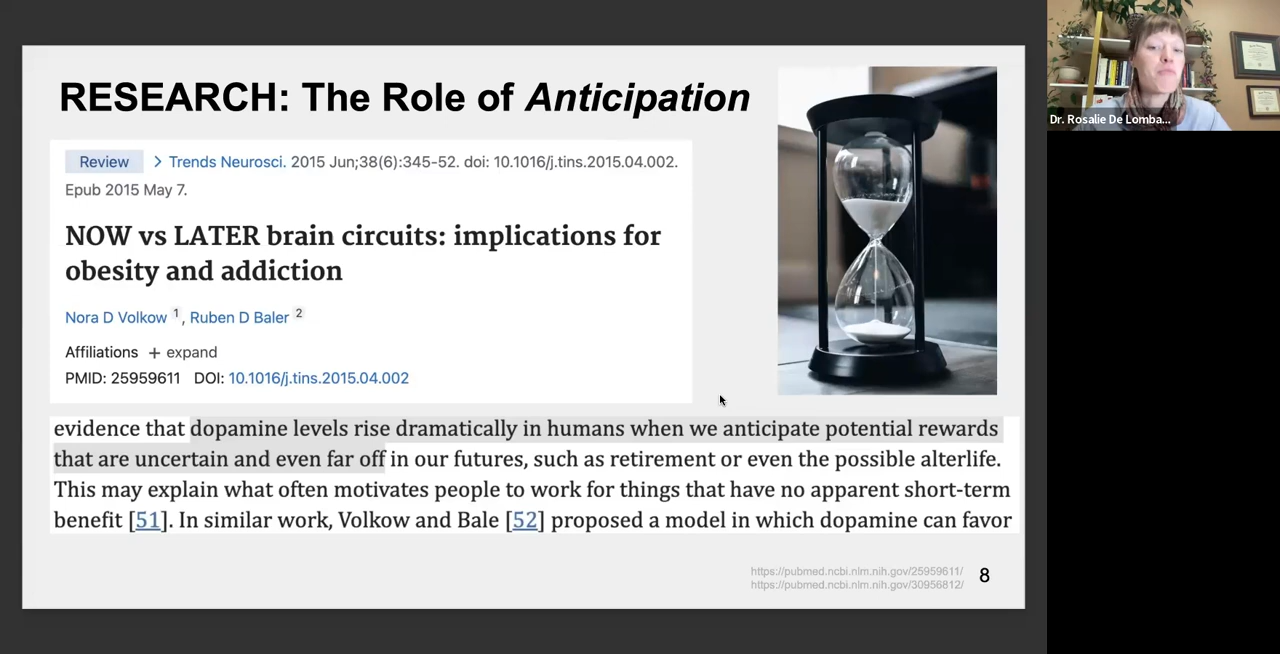 RESEARCH: The Role of Anticipation
Review > Trends Neurosci. 2015 Jun;38(6):345-52. doi: 10.1016/j.tins.2015.04.002.
Epub 2015 May 7.
NOW vs LATER brain circuits: implications for
obesity and addiction
Nora D Volkow 1, Ruben D Baler 2
Affiliations + expand
PMID: 25959611 DOI: 10.1016/j.tins.2015.04.002
evidence that dopamine levels rise dramatically in humans when we anticipate potential rewards
that are uncertain and even far off in our futures, such as retirement or even the possible alterlife.
This may explain what often motivates people to work for things that have no apparent short-term
benefit [51]. In similar work, Volkow and Bale [52] proposed a model in which dopamine can favor
https://pubmed.ncbi.nlm.nih.gov/25959611/
https://pubmed.ncbi.nlm.nih.gov/30956812/
8
Dr. Rosalie De Lomba...